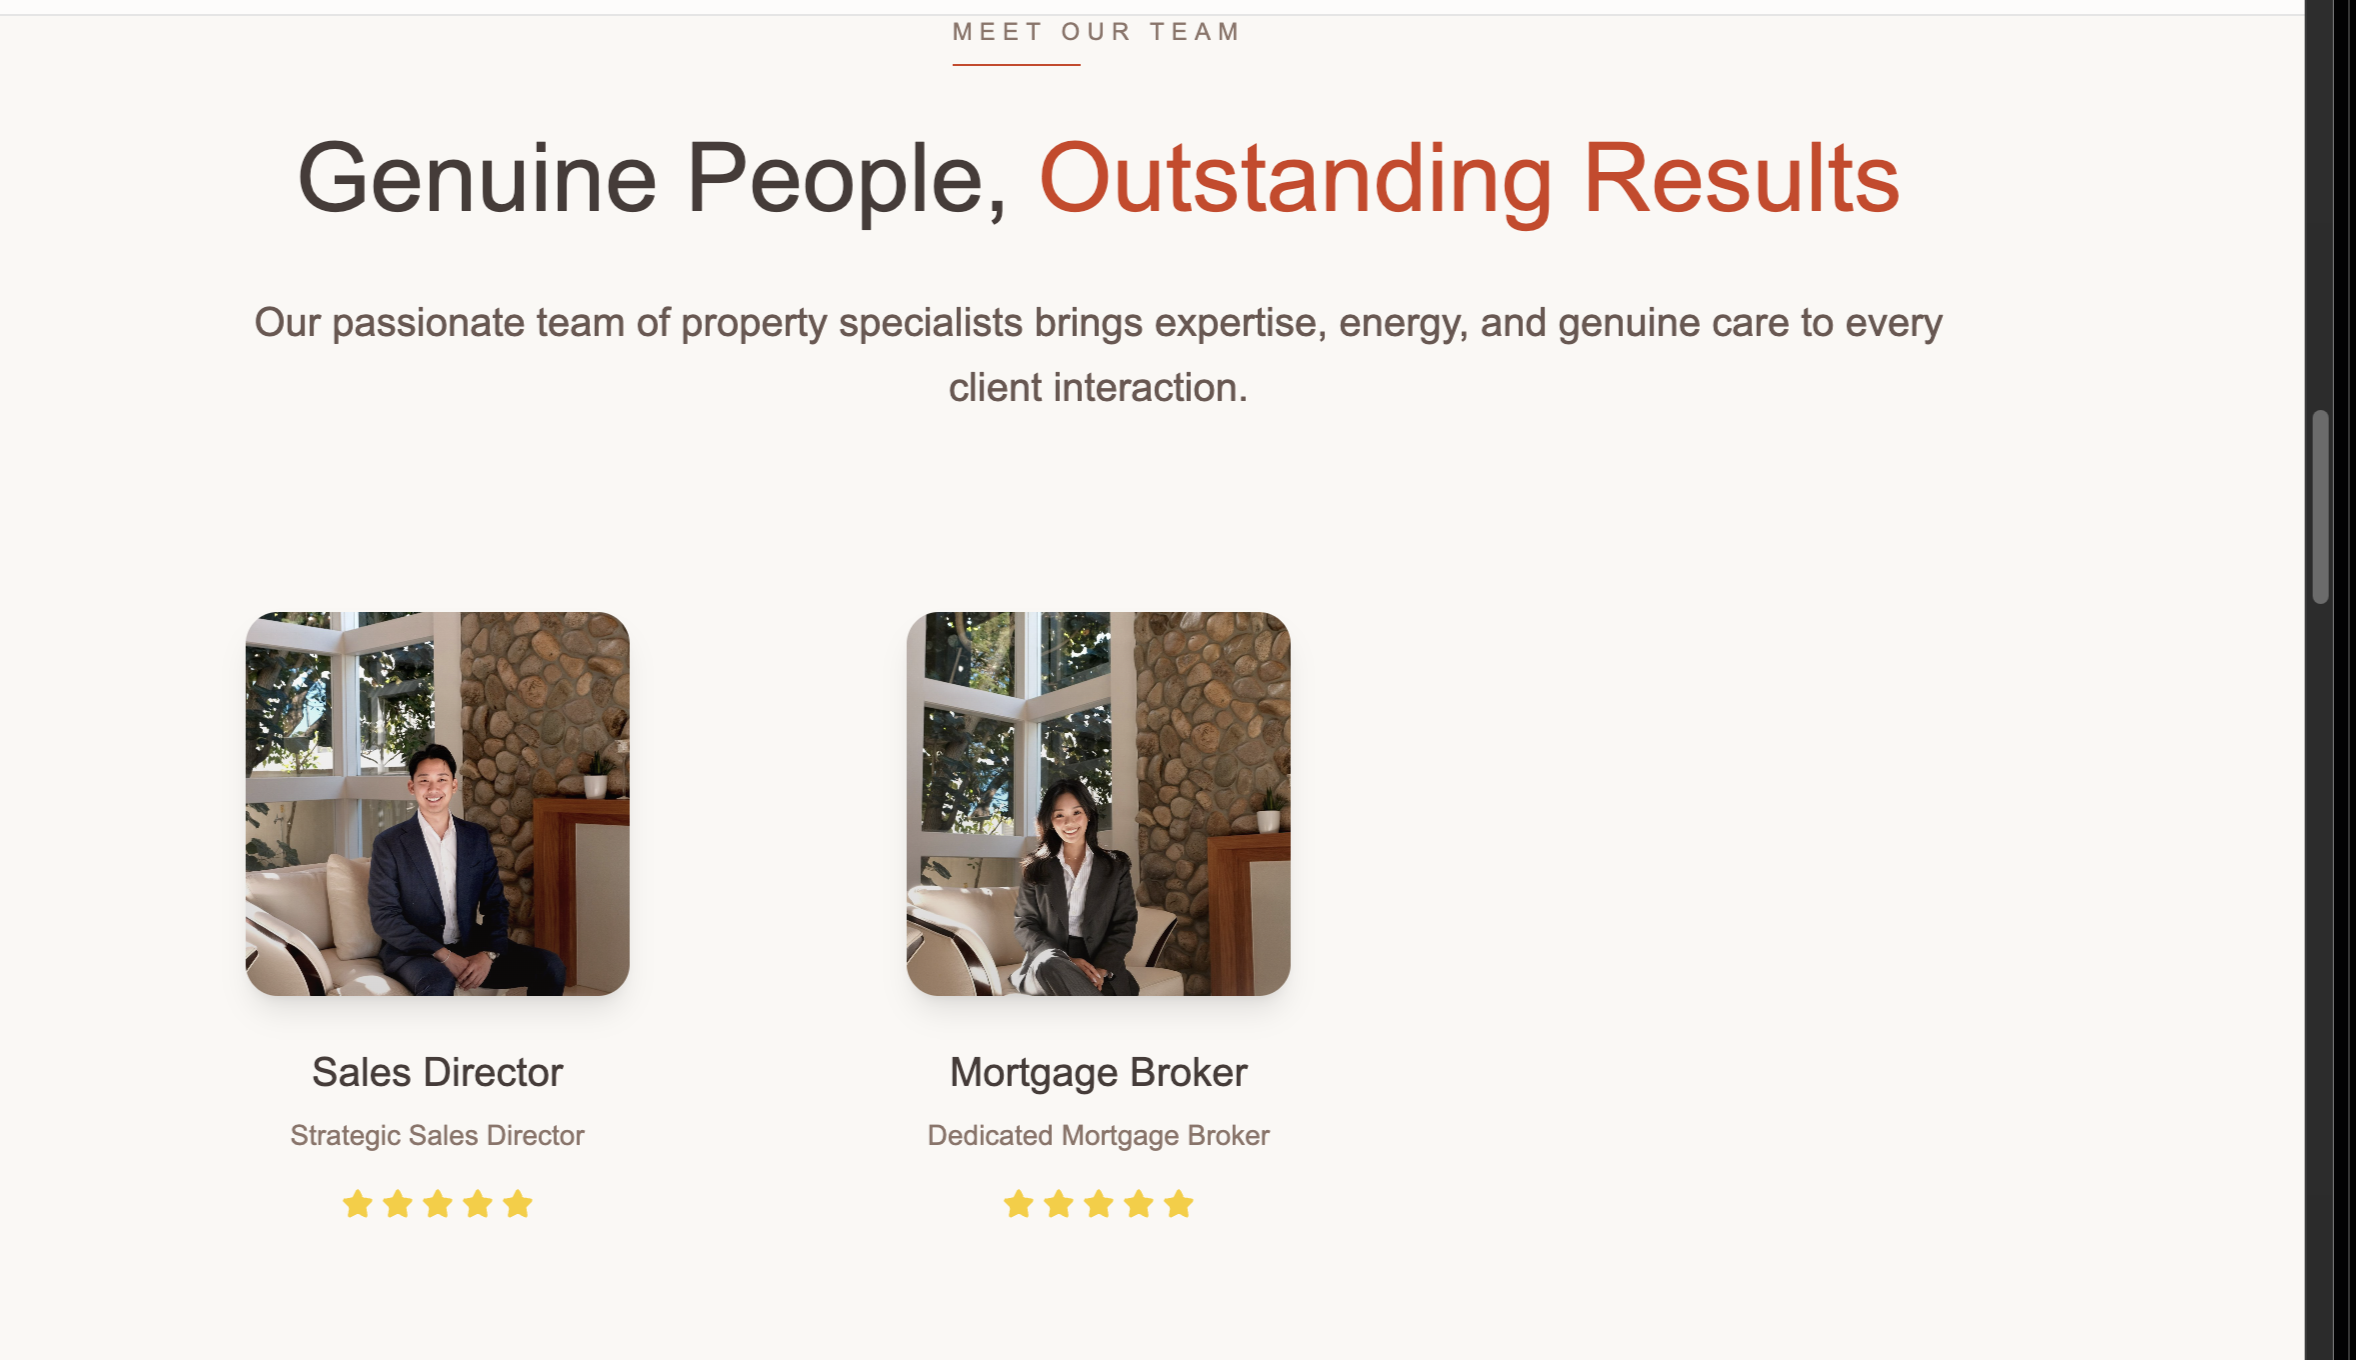 MEET OUR TEAM
Genuine People, Outstanding Results
Our passionate team of property specialists brings expertise, energy, and genuine care to every
client interaction.
Sales Director
Strategic Sales Director
Mortgage Broker
Dedicated Mortgage Broker